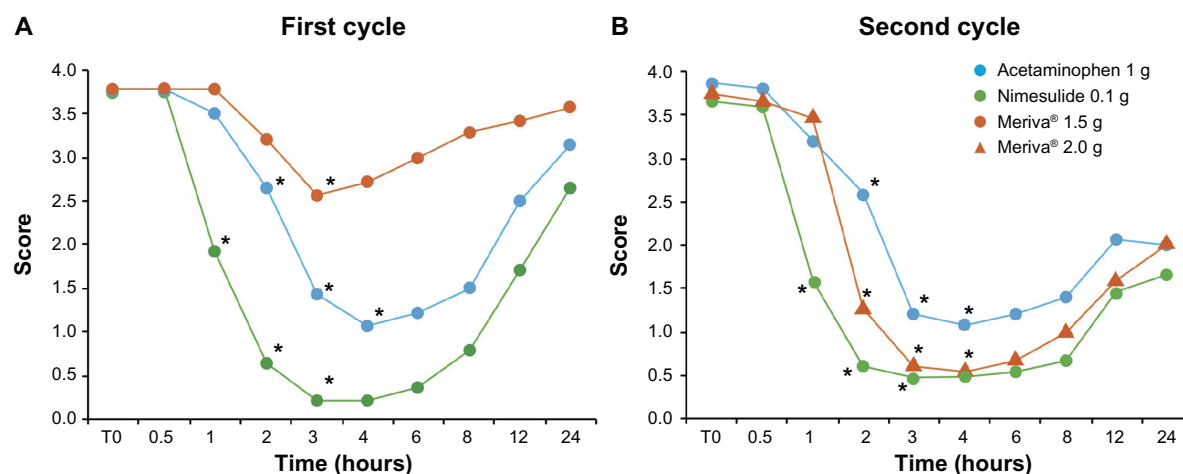 A
First cycle
Score
4.0
3.5
3.0
2.5
2.0
1.5
1.0
0.5
0.0
* * * * * * *
T0 0.5 1 2 3 4 6 8 12 24
Time (hours)
B
Second cycle
Acetaminophen 1 g
Nimesulide 0.1 g
Meriva® 1.5 g
Meriva® 2.0 g
Score
4.0
3.5
3.0
2.5
2.0
1.5
1.0
0.5
0.0
* * * * * * * * *
T0 0.5 1 2 3 4 6 8 12 24
Time (hours)